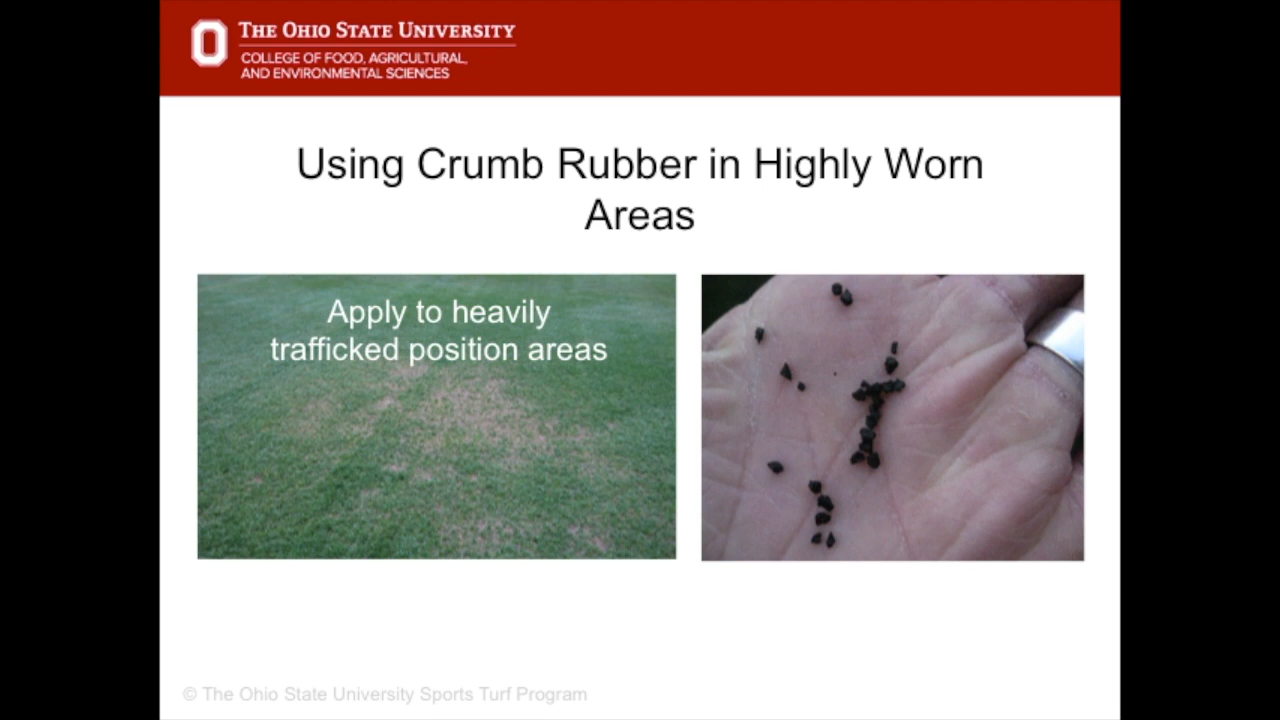 THE OHIO STATE UNIVERSITY
COLLEGE OF FOOD, AGRICULTURAL,
AND ENVIRONMENTAL SCIENCES
Using Crumb Rubber in Highly Worn
Areas
Apply to heavily
trafficked position areas
© The Ohio State University Sports Turf Program